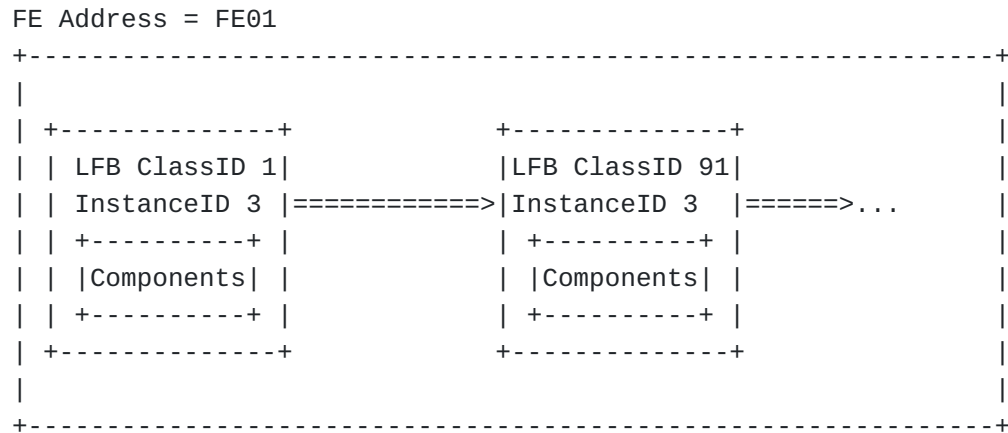 FE Address = FE01
+---------------------------------------------------------------+
|                                                               |
| +--------------+             +--------------+                 |
| | LFB ClassID 1|             |LFB ClassID 91|                 |
| | InstanceID 3 |============>|InstanceID 3  |======>...       |
| | +----------+ |             | +----------+ |                 |
| | |Components| |             | |Components| |                 |
| | +----------+ |             | +----------+ |                 |
| +--------------+             +--------------+                 |
|                                                               |
+---------------------------------------------------------------+